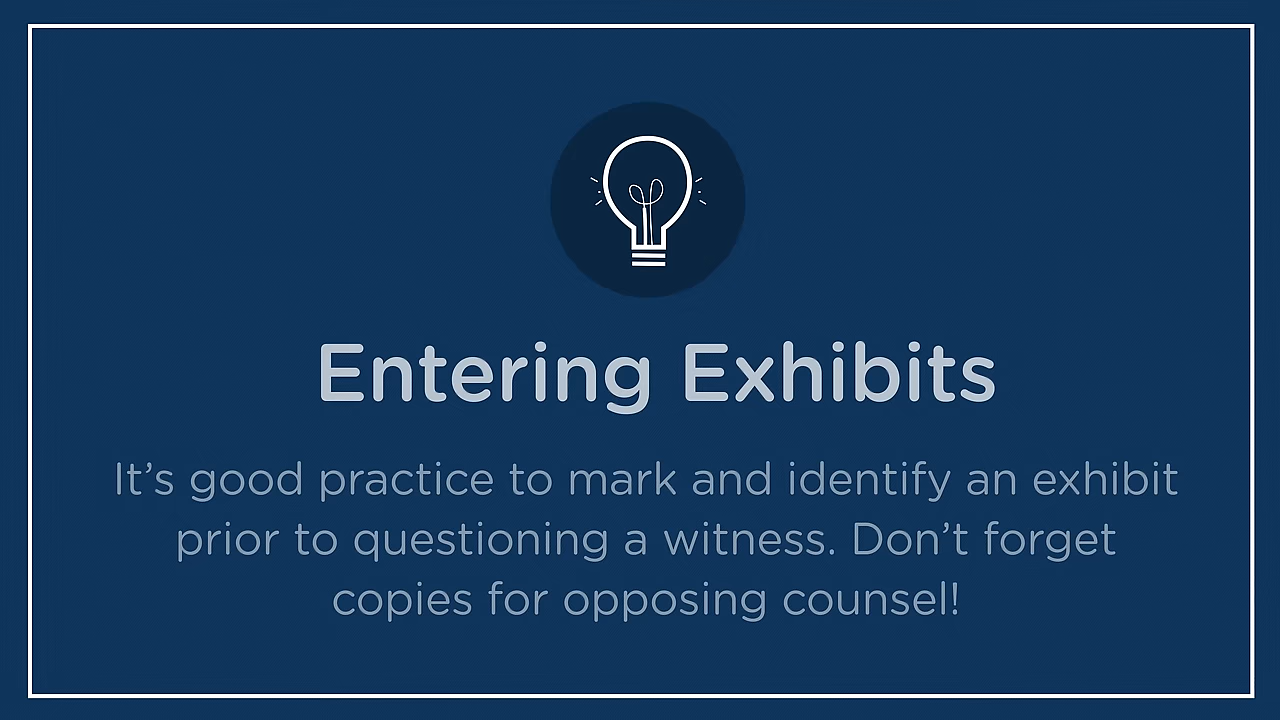 Entering Exhibits
It’s good practice to mark and identify an exhibit
prior to questioning a witness. Don’t forget
copies for opposing counsel!